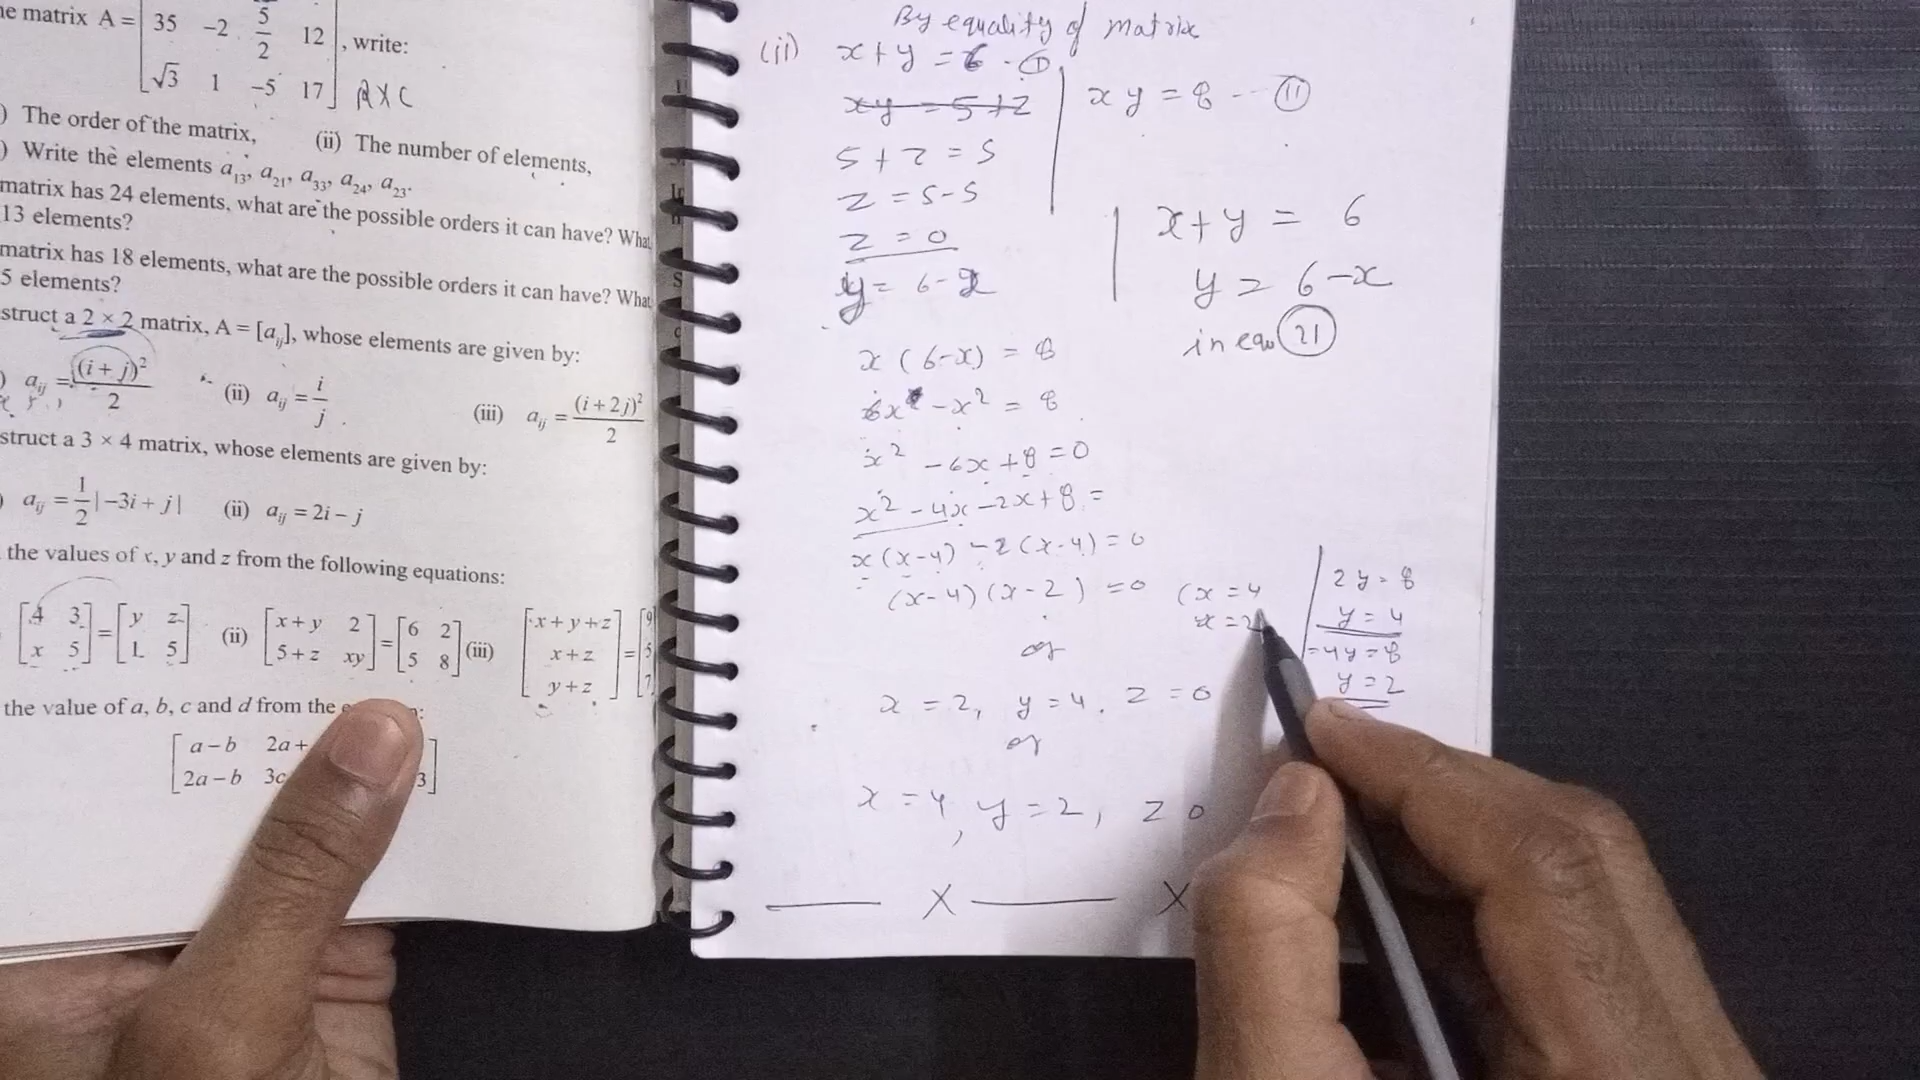 he matrix A = [35 -2 5/2 12
√3 1 -5 17], write:
R X C
) The order of the matrix, (ii) The number of elements,
) Write the elements a₁₃, a₂₁, a₃₃, a₂₄, a₂₃.
matrix has 24 elements, what are the possible orders it can have? What
13 elements?
matrix has 18 elements, what are the possible orders it can have? What
5 elements?
struct a 2 × 2 matrix, A = [aᵢⱼ], whose elements are given by:
) aᵢⱼ = (i + j)²/2 (ii) aᵢⱼ = i/j (iii) aᵢⱼ = (i + 2j)²/2
struct a 3 × 4 matrix, whose elements are given by:
) aᵢⱼ = 1/2 |-3i + j| (ii) aᵢⱼ = 2i - j
the values of x, y and z from the following equations:
[4 3
x 5] = [y z
1 5] (ii) [x + y 2
5 + z xy] = [6 2
5 8] (iii) [x + y + z
x + z
y + z] = [9
5
7
the value of a, b, c and d from the
[a - b 2a +
2a - b 3c 3]
By equality of matrix
(ii) x + y = 6 - ①
xy = 5 + z
5 + z = 5
z = 5 - 5
z = 0
y = 6 - x
xy = 8 -- ⑪
x + y = 6
y = 6 - x
in equ (21)
x (6 - x) = 8
6x - x² = 8
x² - 6x + 8 = 0
x² - 4x - 2x + 8 =
x (x - 4) - 2 (x - 4) = 0
(x - 4) (x - 2) = 0
(x = 4
x = 2
2y = 8
y = 4
= 4y = 8
y = 2
or
x = 2, y = 4, z = 0
or
x = 4, y = 2, z 0
X X